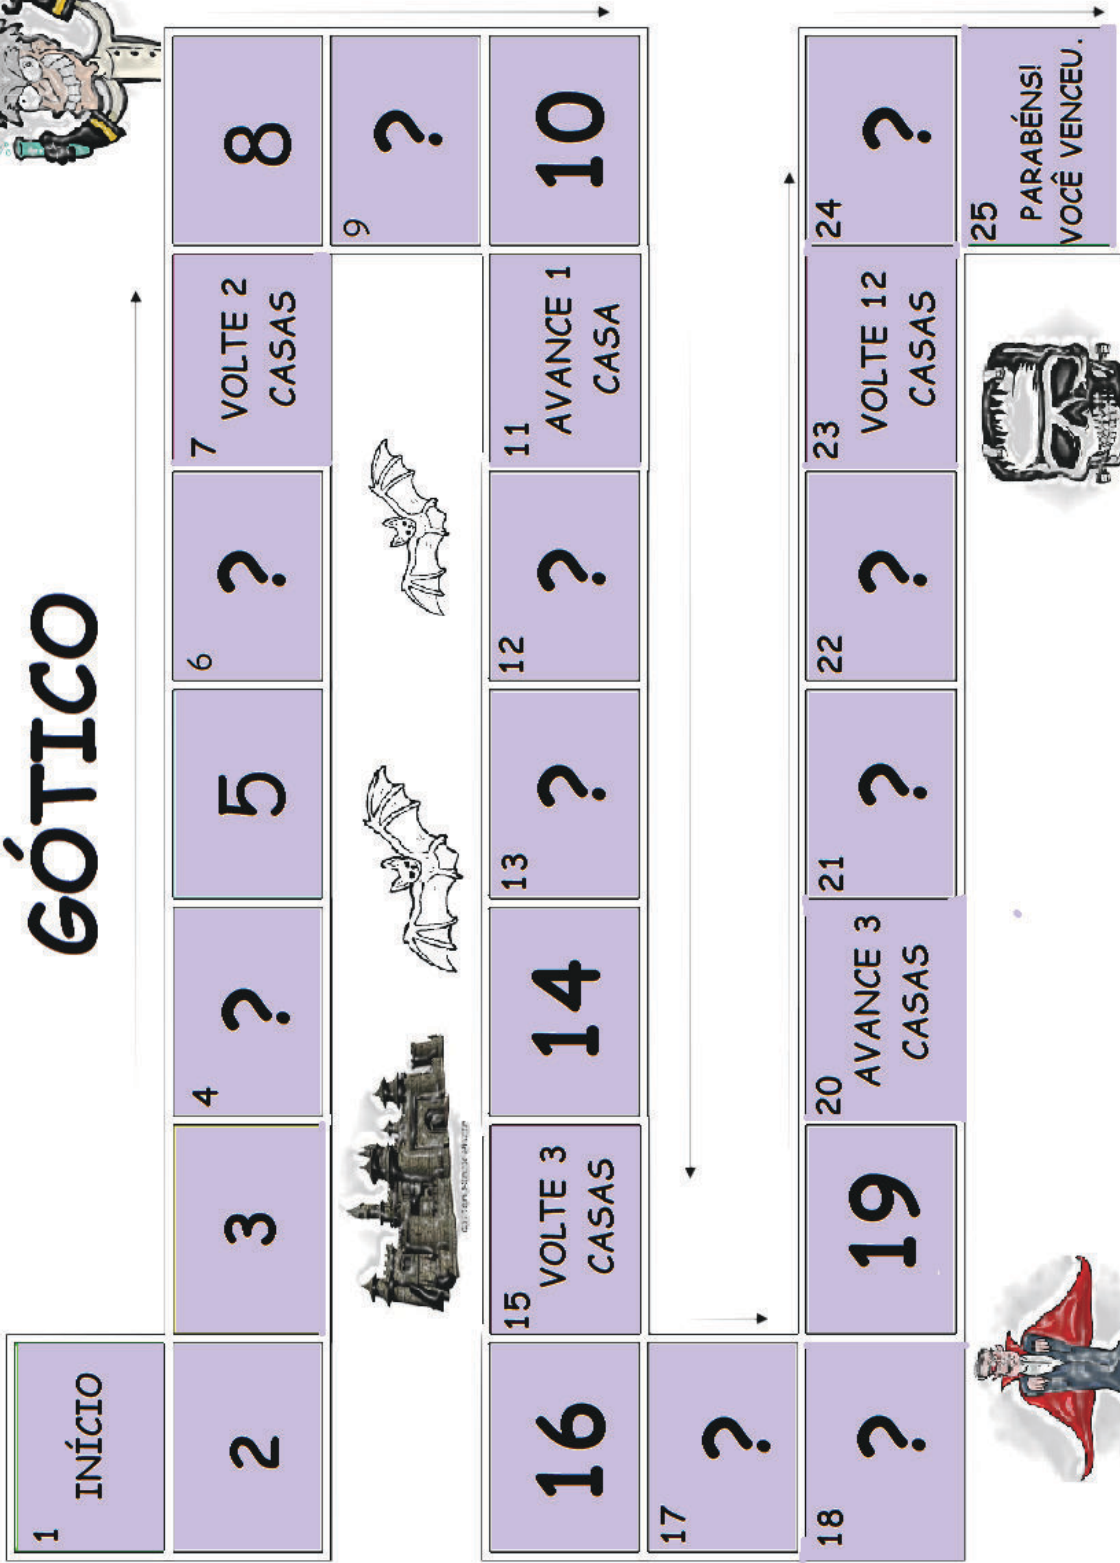 GÓTICO
1
INÍCIO
2
3
4
?
5
6
?
7
VOLTE 2
CASAS
8
9
?
10
11
AVANCE 1
CASA
12
?
13
?
14
15
VOLTE 3
CASAS
16
17
?
18
?
19
20
AVANCE 3
CASAS
21
?
22
?
23
VOLTE 12
CASAS
24
?
25
PARABÉNS!
VOCÊ VENCEU.